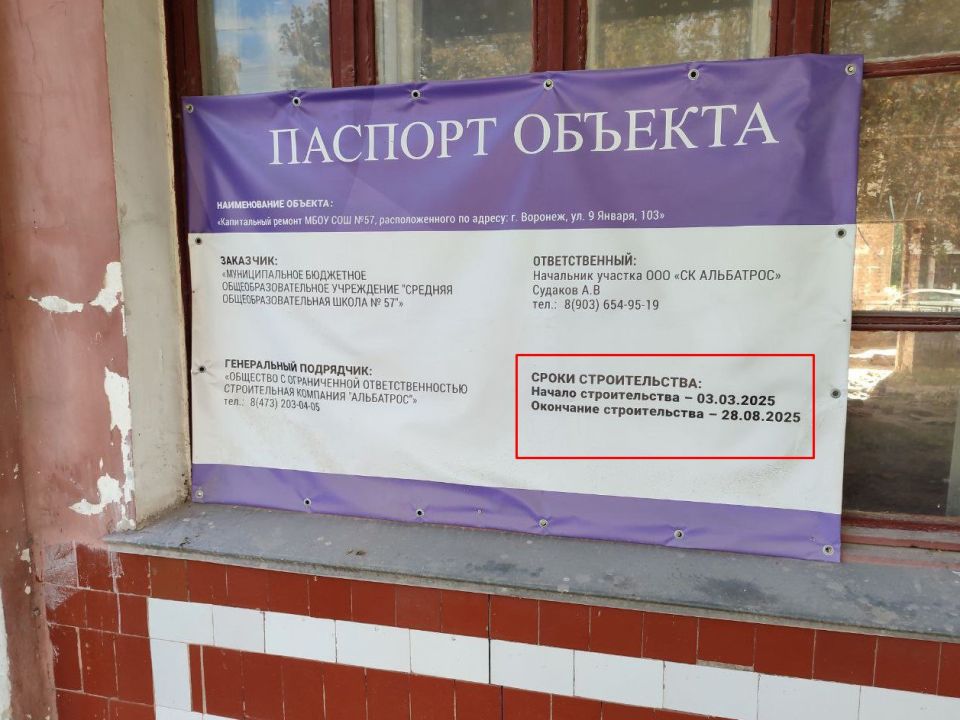 ПАСПОРТ ОБЪЕКТА
НАИМЕНОВАНИЕ ОБЪЕКТА:
«Капитальный ремонт МБОУ СОШ №57, расположенного по адресу: г. Воронеж, ул. 9 Января, 103»
ЗАКАЗЧИК:
«МУНИЦИПАЛЬНОЕ БЮДЖЕТНОЕ
ОБЩЕОБРАЗОВАТЕЛЬНОЕ УЧРЕЖДЕНИЕ "СРЕДНЯЯ
ОБЩЕОБРАЗОВАТЕЛЬНАЯ ШКОЛА № 57"»
ОТВЕТСТВЕННЫЙ:
Начальник участка ООО «СК АЛЬБАТРОС»
Судаков А.В
тел.: 8(903) 654-95-19
ГЕНЕРАЛЬНЫЙ ПОДРЯДЧИК:
«ОБЩЕСТВО С ОГРАНИЧЕННОЙ ОТВЕТСТВЕННОСТЬЮ
СТРОИТЕЛЬНАЯ КОМПАНИЯ "АЛЬБАТРОС"»
тел.: 8(473) 203-04-05
СРОКИ СТРОИТЕЛЬСТВА:
Начало строительства – 03.03.2025
Окончание строительства – 28.08.2025